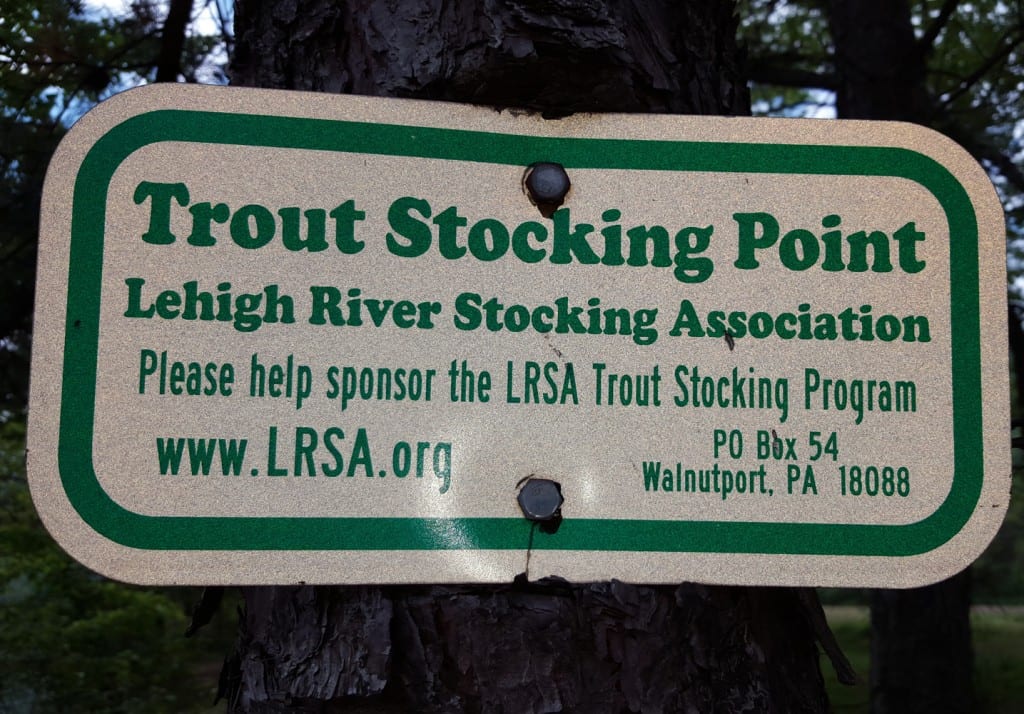 Trout Stocking Point
Lehigh River Stocking Association
Please help sponsor the LRSA Trout Stocking Program
www.LRSA.org
PO Box 54
Walnutport, PA 18088